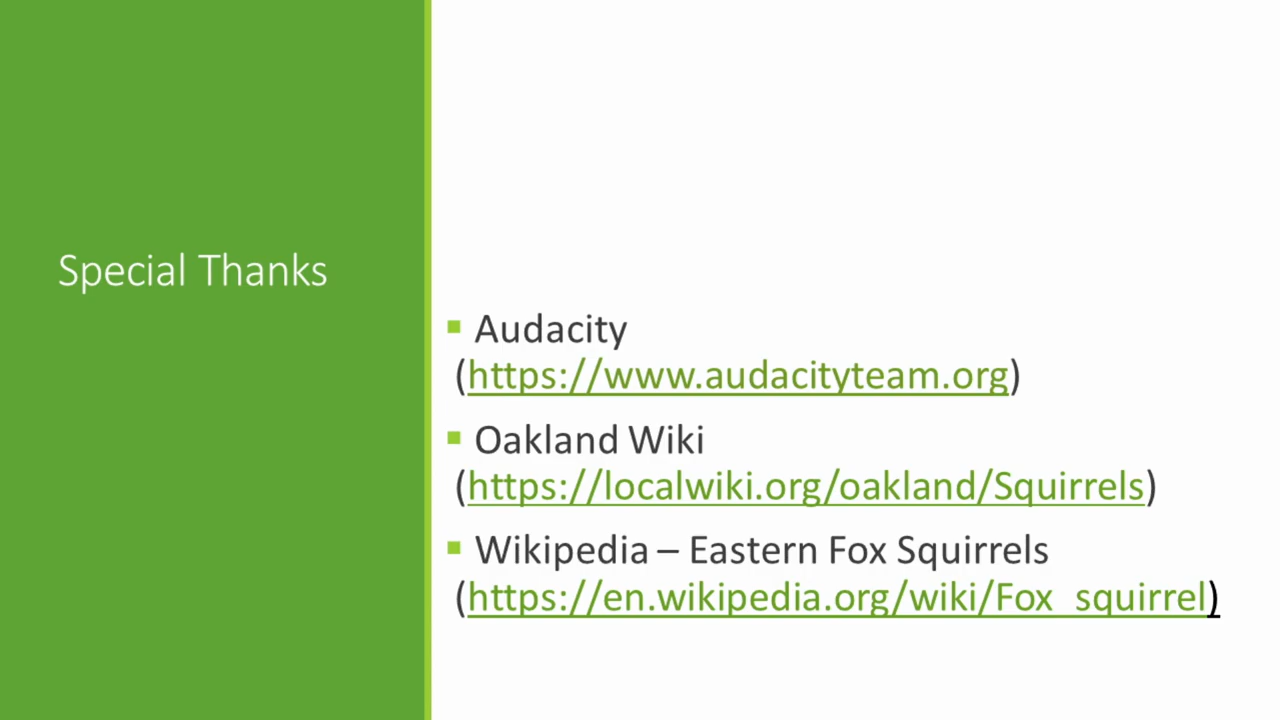 Special Thanks
▪ Audacity
(https://www.audacityteam.org)
▪ Oakland Wiki
(https://localwiki.org/oakland/Squirrels)
▪ Wikipedia – Eastern Fox Squirrels
(https://en.wikipedia.org/wiki/Fox_squirrel)